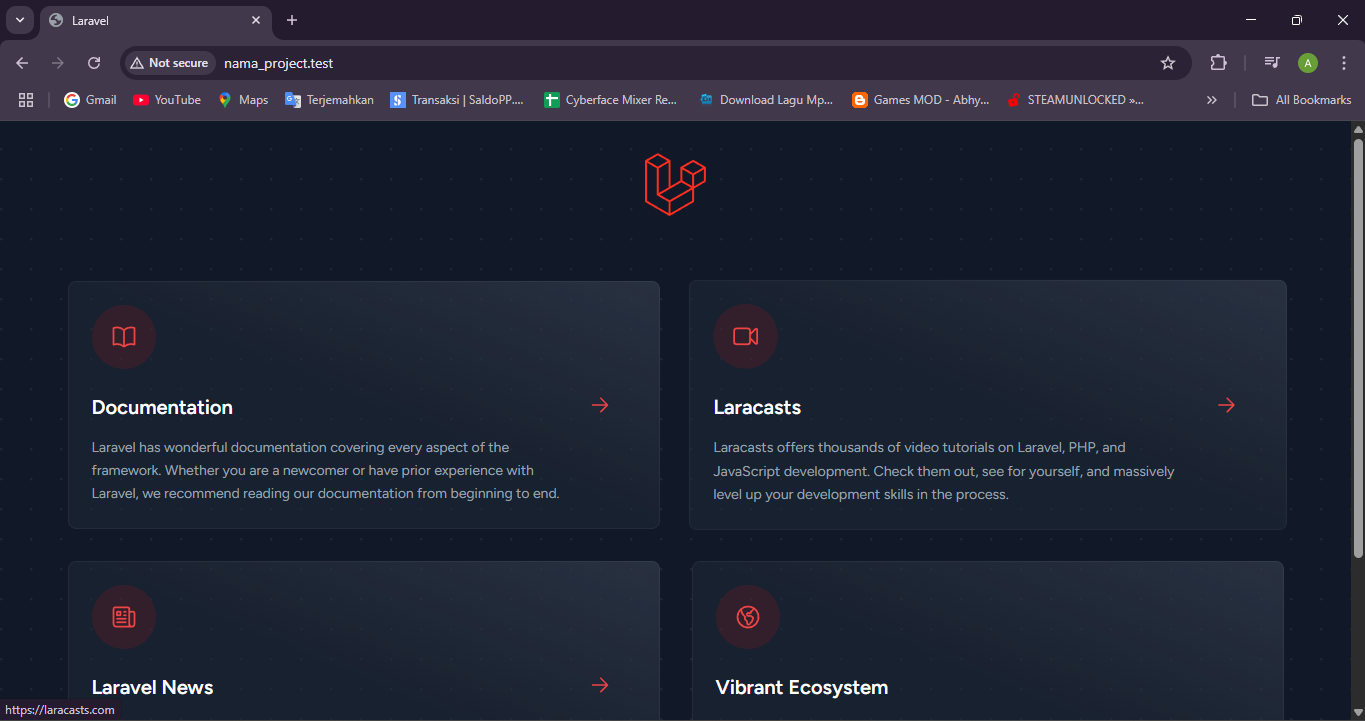 Laravel
Not secure
nama_project.test
A
Gmail
YouTube
Maps
Terjemahkan
Transaksi | SaldoPP....
Cyberface Mixer Re...
Download Lagu Mp...
Games MOD - Abhy...
STEAMUNLOCKED »...
»
All Bookmarks
Documentation
Laravel has wonderful documentation covering every aspect of the
framework. Whether you are a newcomer or have prior experience with
Laravel, we recommend reading our documentation from beginning to end.
Laracasts
Laracasts offers thousands of video tutorials on Laravel, PHP, and
JavaScript development. Check them out, see for yourself, and massively
level up your development skills in the process.
Laravel News
Vibrant Ecosystem
https://laracasts.com